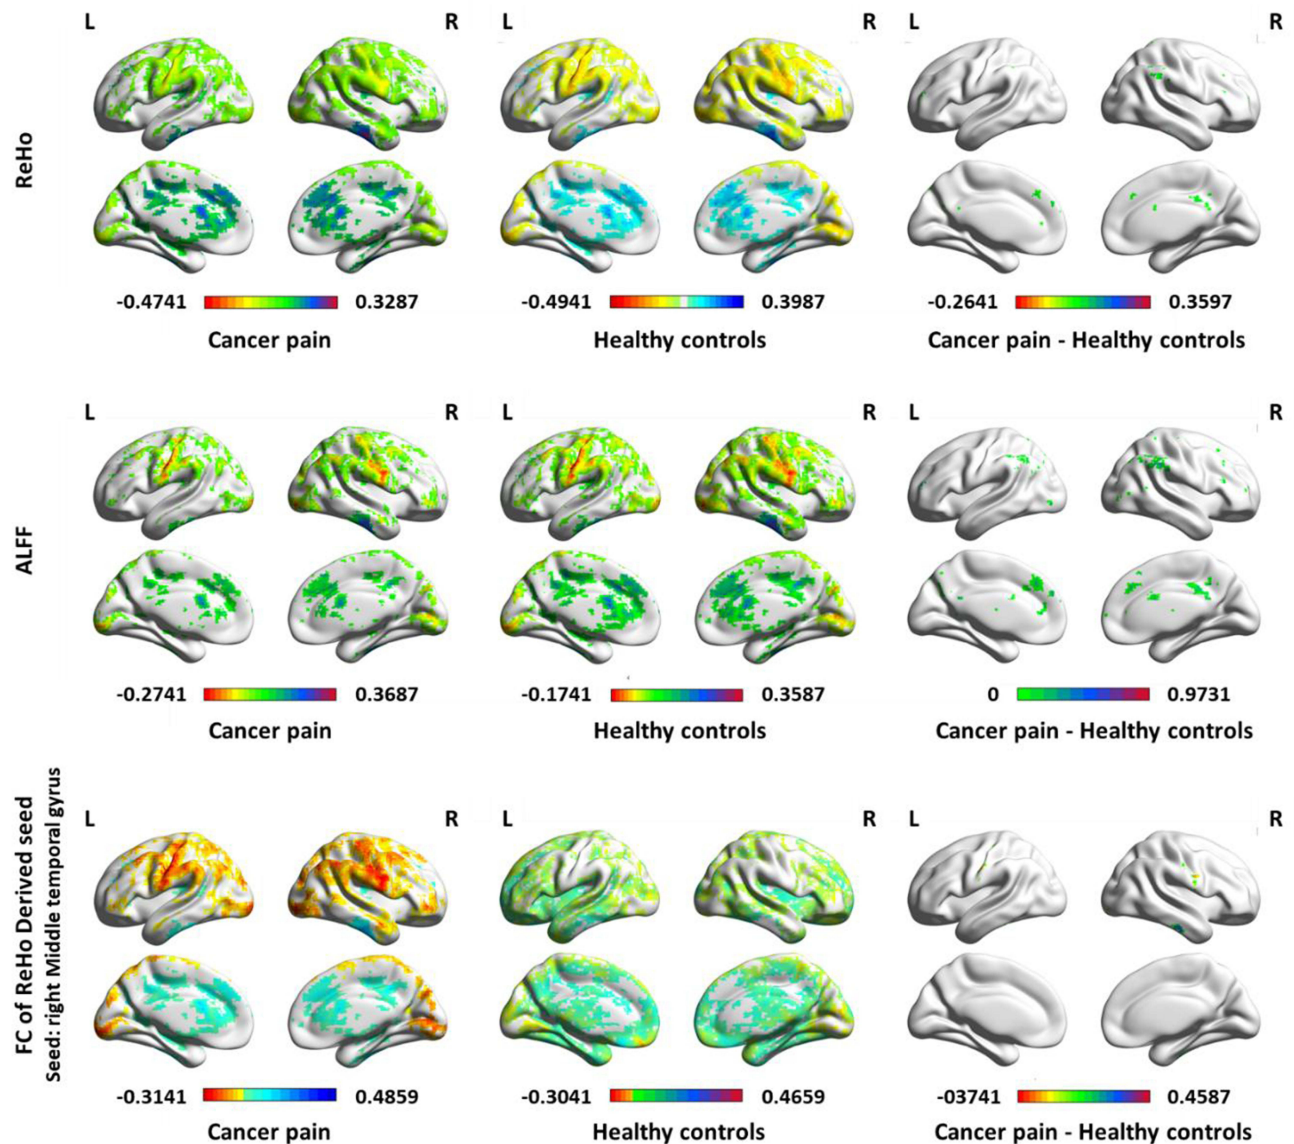 L R L R L R
ReHo
-0.4741 0.3287 -0.4941 0.3987 -0.2641 0.3597
Cancer pain Healthy controls Cancer pain - Healthy controls
L R L R L R
ALFF
-0.2741 0.3687 -0.1741 0.3587 0 0.9731
Cancer pain Healthy controls Cancer pain - Healthy controls
L R L R L R
FC of ReHo Derived seed
Seed: right Middle temporal gyrus
-0.3141 0.4859 -0.3041 0.4659 -03741 0.4587
Cancer pain Healthy controls Cancer pain - Healthy controls